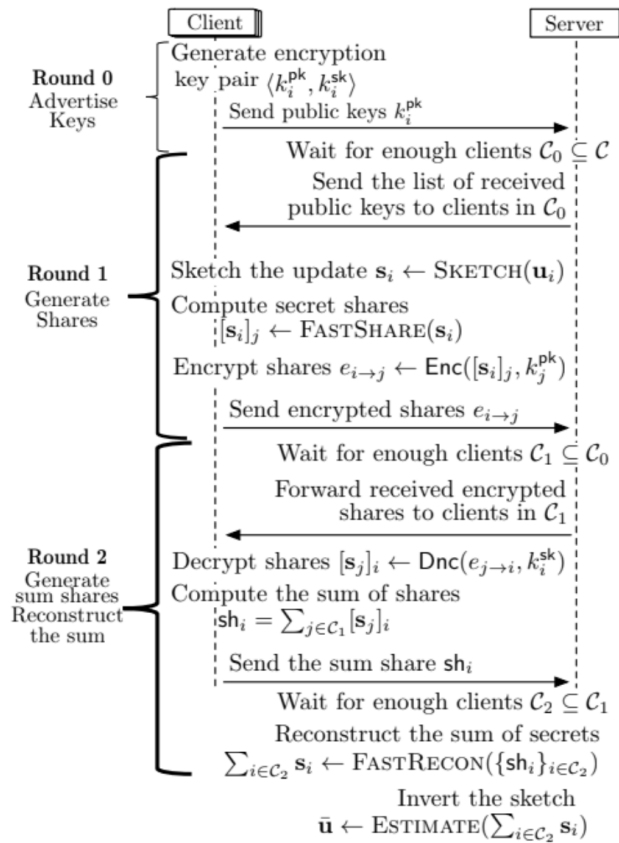 Client
Server
Generate encryption
key pair ⟨k_i^pk, k_i^sk⟩
Round 0
Advertise
Keys
Send public keys k_i^pk
Wait for enough clients C_0 ⊆ C
Send the list of received
public keys to clients in C_0
Round 1
Generate
Shares
Sketch the update s_i ← SKETCH(u_i)
Compute secret shares
[s_i]_j ← FASTSHARE(s_i)
Encrypt shares e_{i→j} ← Enc([s_i]_j, k_j^pk)
Send encrypted shares e_{i→j}
Wait for enough clients C_1 ⊆ C_0
Forward received encrypted
shares to clients in C_1
Round 2
Generate
sum shares
Reconstruct
the sum
Decrypt shares [s_j]_i ← Dnc(e_{j→i}, k_i^sk)
Compute the sum of shares
sh_i = ∑_{j∈C_1} [s_j]_i
Send the sum share sh_i
Wait for enough clients C_2 ⊆ C_1
Reconstruct the sum of secrets
∑_{i∈C_2} s_i ← FASTRECON({sh_i}_{i∈C_2})
Invert the sketch
ū ← ESTIMATE(∑_{i∈C_2} s_i)